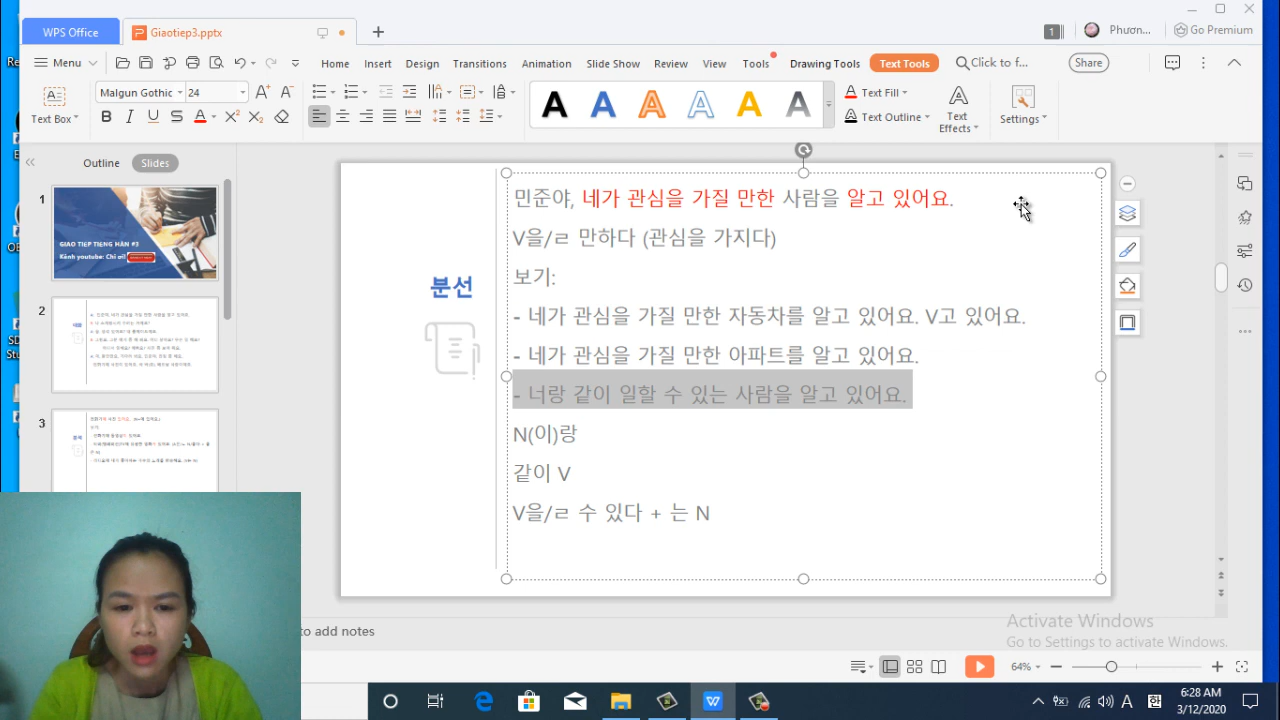 WPS Office
Giaotiep3.pptx
1
Phươn...
Go Premium
Menu
Home
Insert
Design
Transitions
Animation
Slide Show
Review
View
Tools
Drawing Tools
Text Tools
Click to f...
Share
Text Box
Malgun Gothic
24
Text Fill
Text Outline
Text Effects
Settings
Outline
Slides
1
GIAO TIẾP TIẾNG HÀN #3
Kênh youtube: Chi ơi!
2
3
분선
민준야, 네가 관심을 가질 만한 사람을 알고 있어요.
V을/ㄹ 만하다 (관심을 가지다)
보기:
- 네가 관심을 가질 만한 자동차를 알고 있어요. V고 있어요.
- 네가 관심을 가질 만한 아파트를 알고 있어요.
- 너랑 같이 일할 수 있는 사람을 알고 있어요.
N(이)랑
같이 V
V을/ㄹ 수 있다 + 는 N
to add notes
Activate Windows
Go to Settings to activate Windows.
64%
6:28 AM
3/12/2020